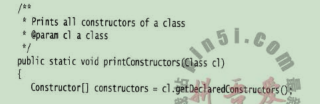 /**
 * Prints all constructors of a class
 * @param cl a class
 */
public static void printConstructors(Class cl)
{
   Constructor[] constructors = cl.getDeclaredConstructors();